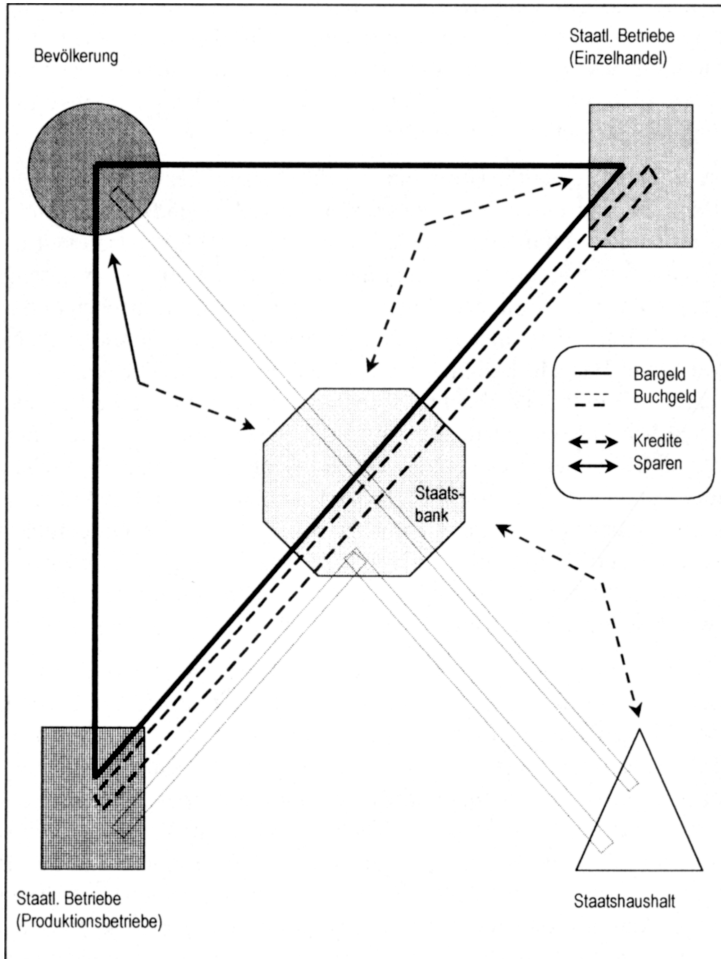 Bevölkerung
Staatl. Betriebe
(Einzelhandel)
Bargeld
Buchgeld
Kredite
Sparen
Staats-
bank
Staatl. Betriebe
(Produktionsbetriebe)
Staatshaushalt